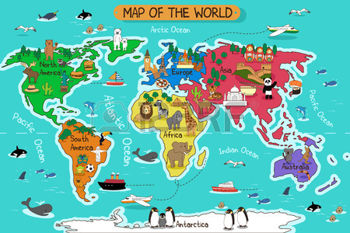 MAP OF THE WORLD
Arctic Ocean
North
America
Europe
Asia
Pacific Ocean
Atlantic Ocean
Pacific Ocean
Africa
South
America
Indian Ocean
Australia
Antarctica